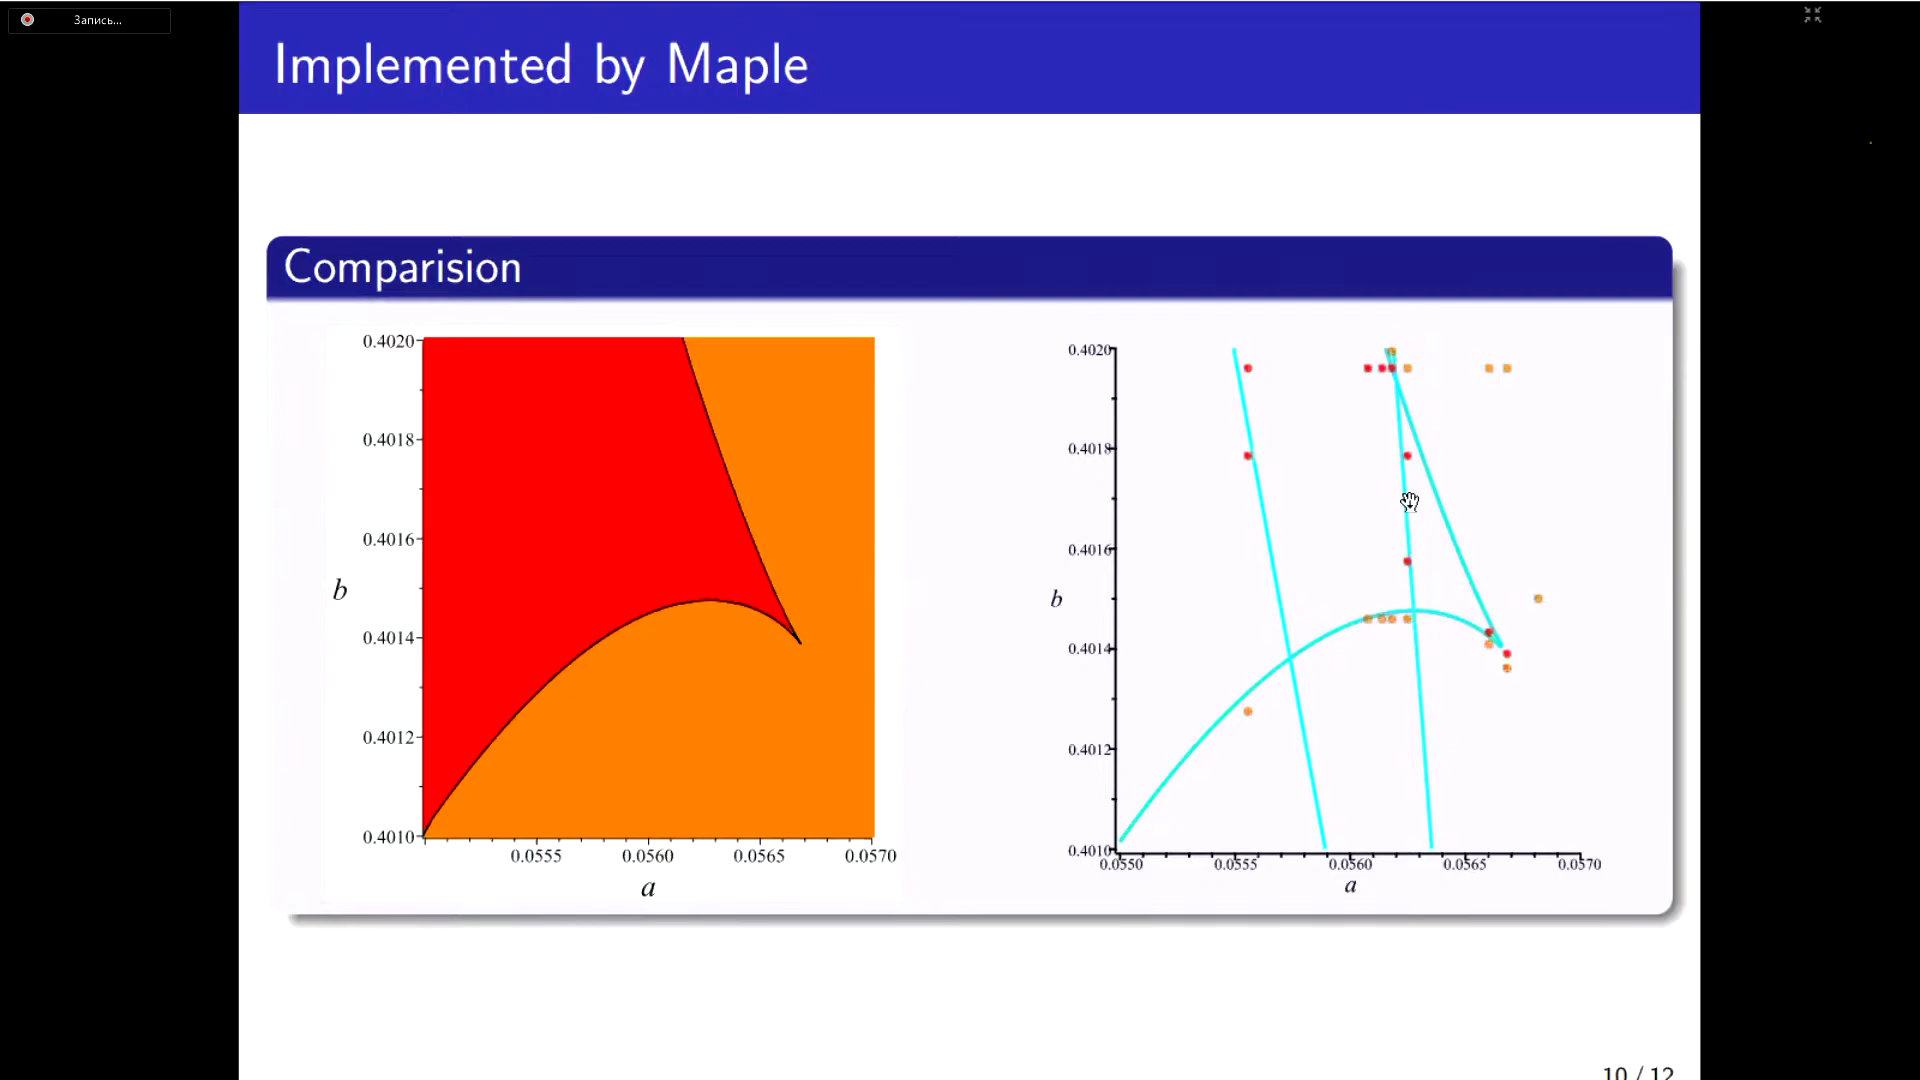 Запись...
Implemented by Maple
Comparision
0.4020
0.4018
0.4016
b
0.4014
0.4012
0.4010
0.0555 0.0560 0.0565 0.0570
a
0.4020
0.4018
0.4016
b
0.4014
0.4012
0.4010
0.0550 0.0555 0.0560 0.0565 0.0570
a
10 / 12